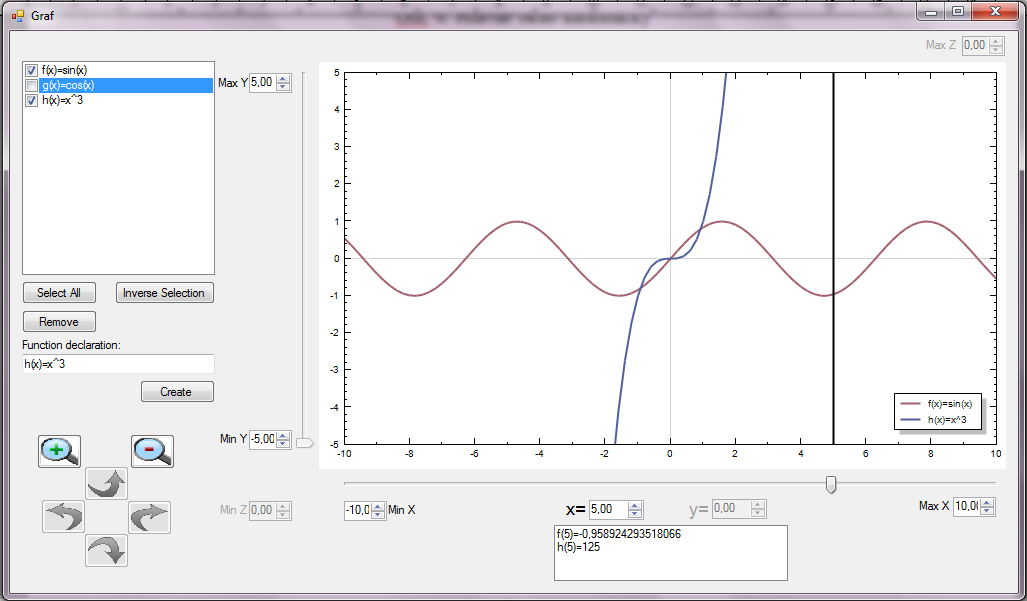 Graf
Max Z 0,00
f(x)=sin(x)
g(x)=cos(x)
h(x)=x^3
Max Y 5,00
Select All Inverse Selection
Remove
Function declaration:
h(x)=x^3
Create
Min Y -5,00
Min Z 0,00
5
4
3
2
1
0
-1
-2
-3
-4
-5
f(x)=sin(x)
h(x)=x^3
-10 -8 -6 -4 -2 0 2 4 6 8 10
-10,0 Min X
x= 5,00
y= 0,00
Max X 10,00
f(5)=-0,958924293518066
h(5)=125